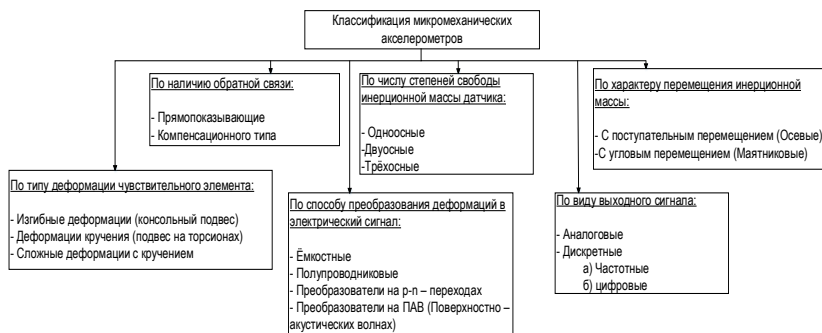 Классификация микромеханических
акселерометров
По наличию обратной связи:
- Прямопоказывающие
- Компенсационного типа
По числу степеней свободы
инерционной массы датчика:
- Одноосные
-Двуосные
-Трёхосные
По характеру перемещения инерционной
массы:
- С поступательным перемещением (Осевые)
-С угловым перемещением (Маятниковые)
По типу деформации чувствительного элемента:
- Изгибные деформации (консольный подвес)
- Деформации кручения (подвес на торсионах)
- Сложные деформации с кручением
По способу преобразования деформаций в
электрический сигнал:
- Ёмкостные
- Полупроводниковые
- Преобразователи на p-n – переходах
- Преобразователи на ПАВ (Поверхностно –
акустических волнах)
По виду выходного сигнала:
- Аналоговые
- Дискретные
а) Частотные
б) цифровые